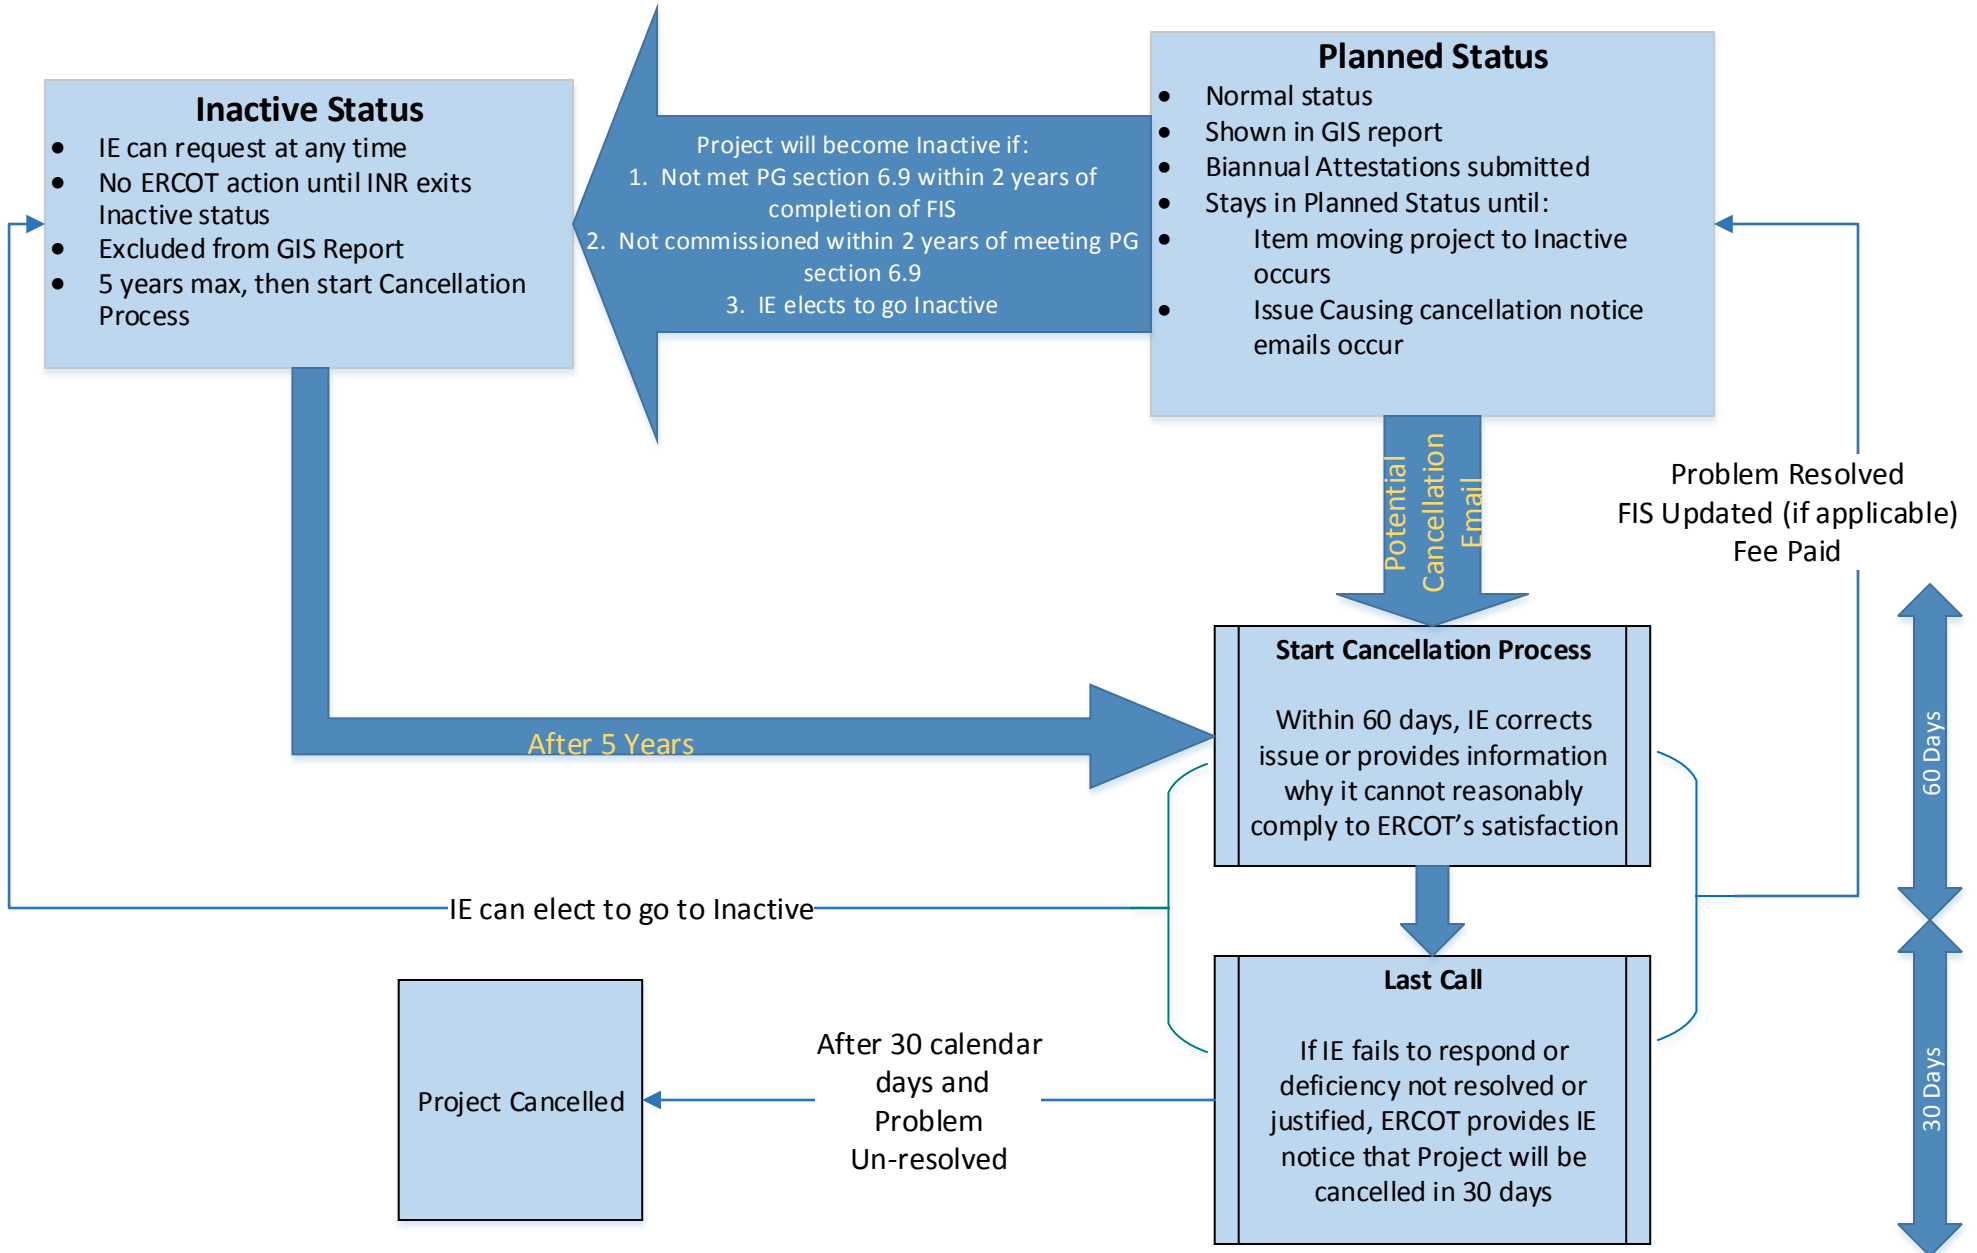 Inactive Status
• IE can request at any time
• No ERCOT action until INR exits
Inactive status
• Excluded from GIS Report
• 5 years max, then start Cancellation
Process
Project will become Inactive if:
1. Not met PG section 6.9 within 2 years of
completion of FIS
2. Not commissioned within 2 years of meeting PG
section 6.9
3. IE elects to go Inactive
Planned Status
• Normal status
• Shown in GIS report
• Biannual Attestations submitted
• Stays in Planned Status until:
• Item moving project to Inactive
occurs
• Issue Causing cancellation notice
emails occur
Potential
Cancellation
Email
Problem Resolved
FIS Updated (if applicable)
Fee Paid
After 5 Years
Start Cancellation Process
Within 60 days, IE corrects
issue or provides information
why it cannot reasonably
comply to ERCOT’s satisfaction
60 Days
IE can elect to go to Inactive
Last Call
If IE fails to respond or
deficiency not resolved or
justified, ERCOT provides IE
notice that Project will be
cancelled in 30 days
30 Days
After 30 calendar
days and
Problem
Un-resolved
Project Cancelled